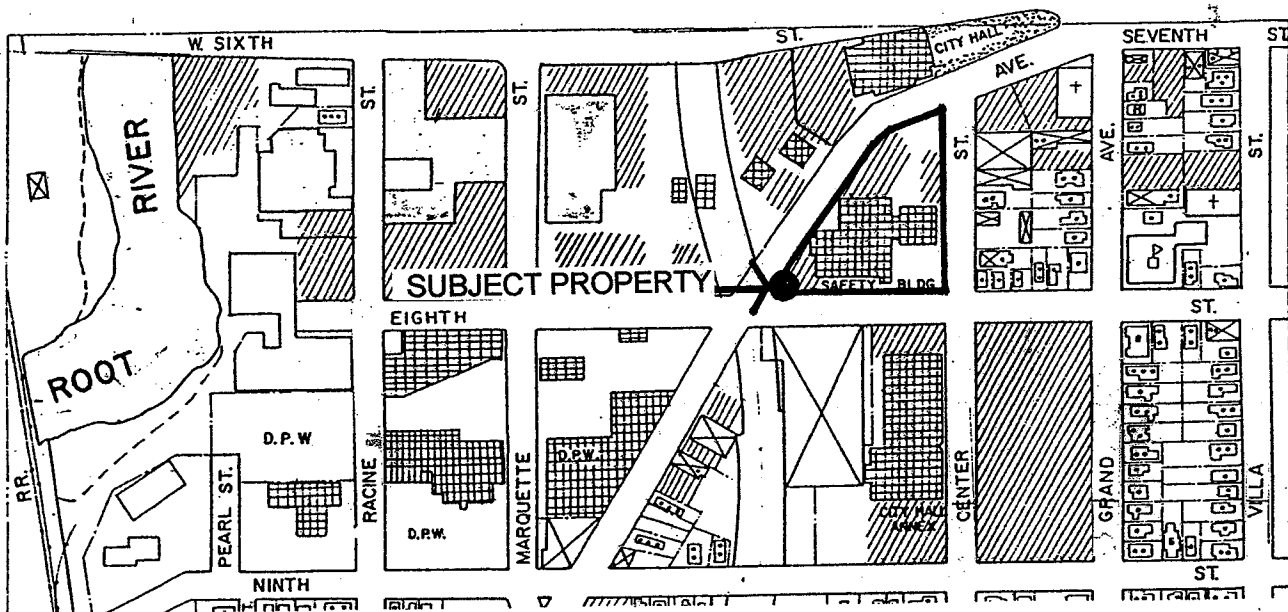 W. SIXTH ST. CITY HALL SEVENTH ST.
AVE.
ROOT RIVER
ST.
ST.
ST.
AVE.
ST.
SUBJECT PROPERTY
SAFETY BLDG.
EIGHTH ST.
D.P.W
D.P.W.
D.P.W.
CITY HALL
ANNEX
RR.
PEARL ST.
RACINE
MARQUETTE
CENTER
GRAND
VILLA
NINTH ST.